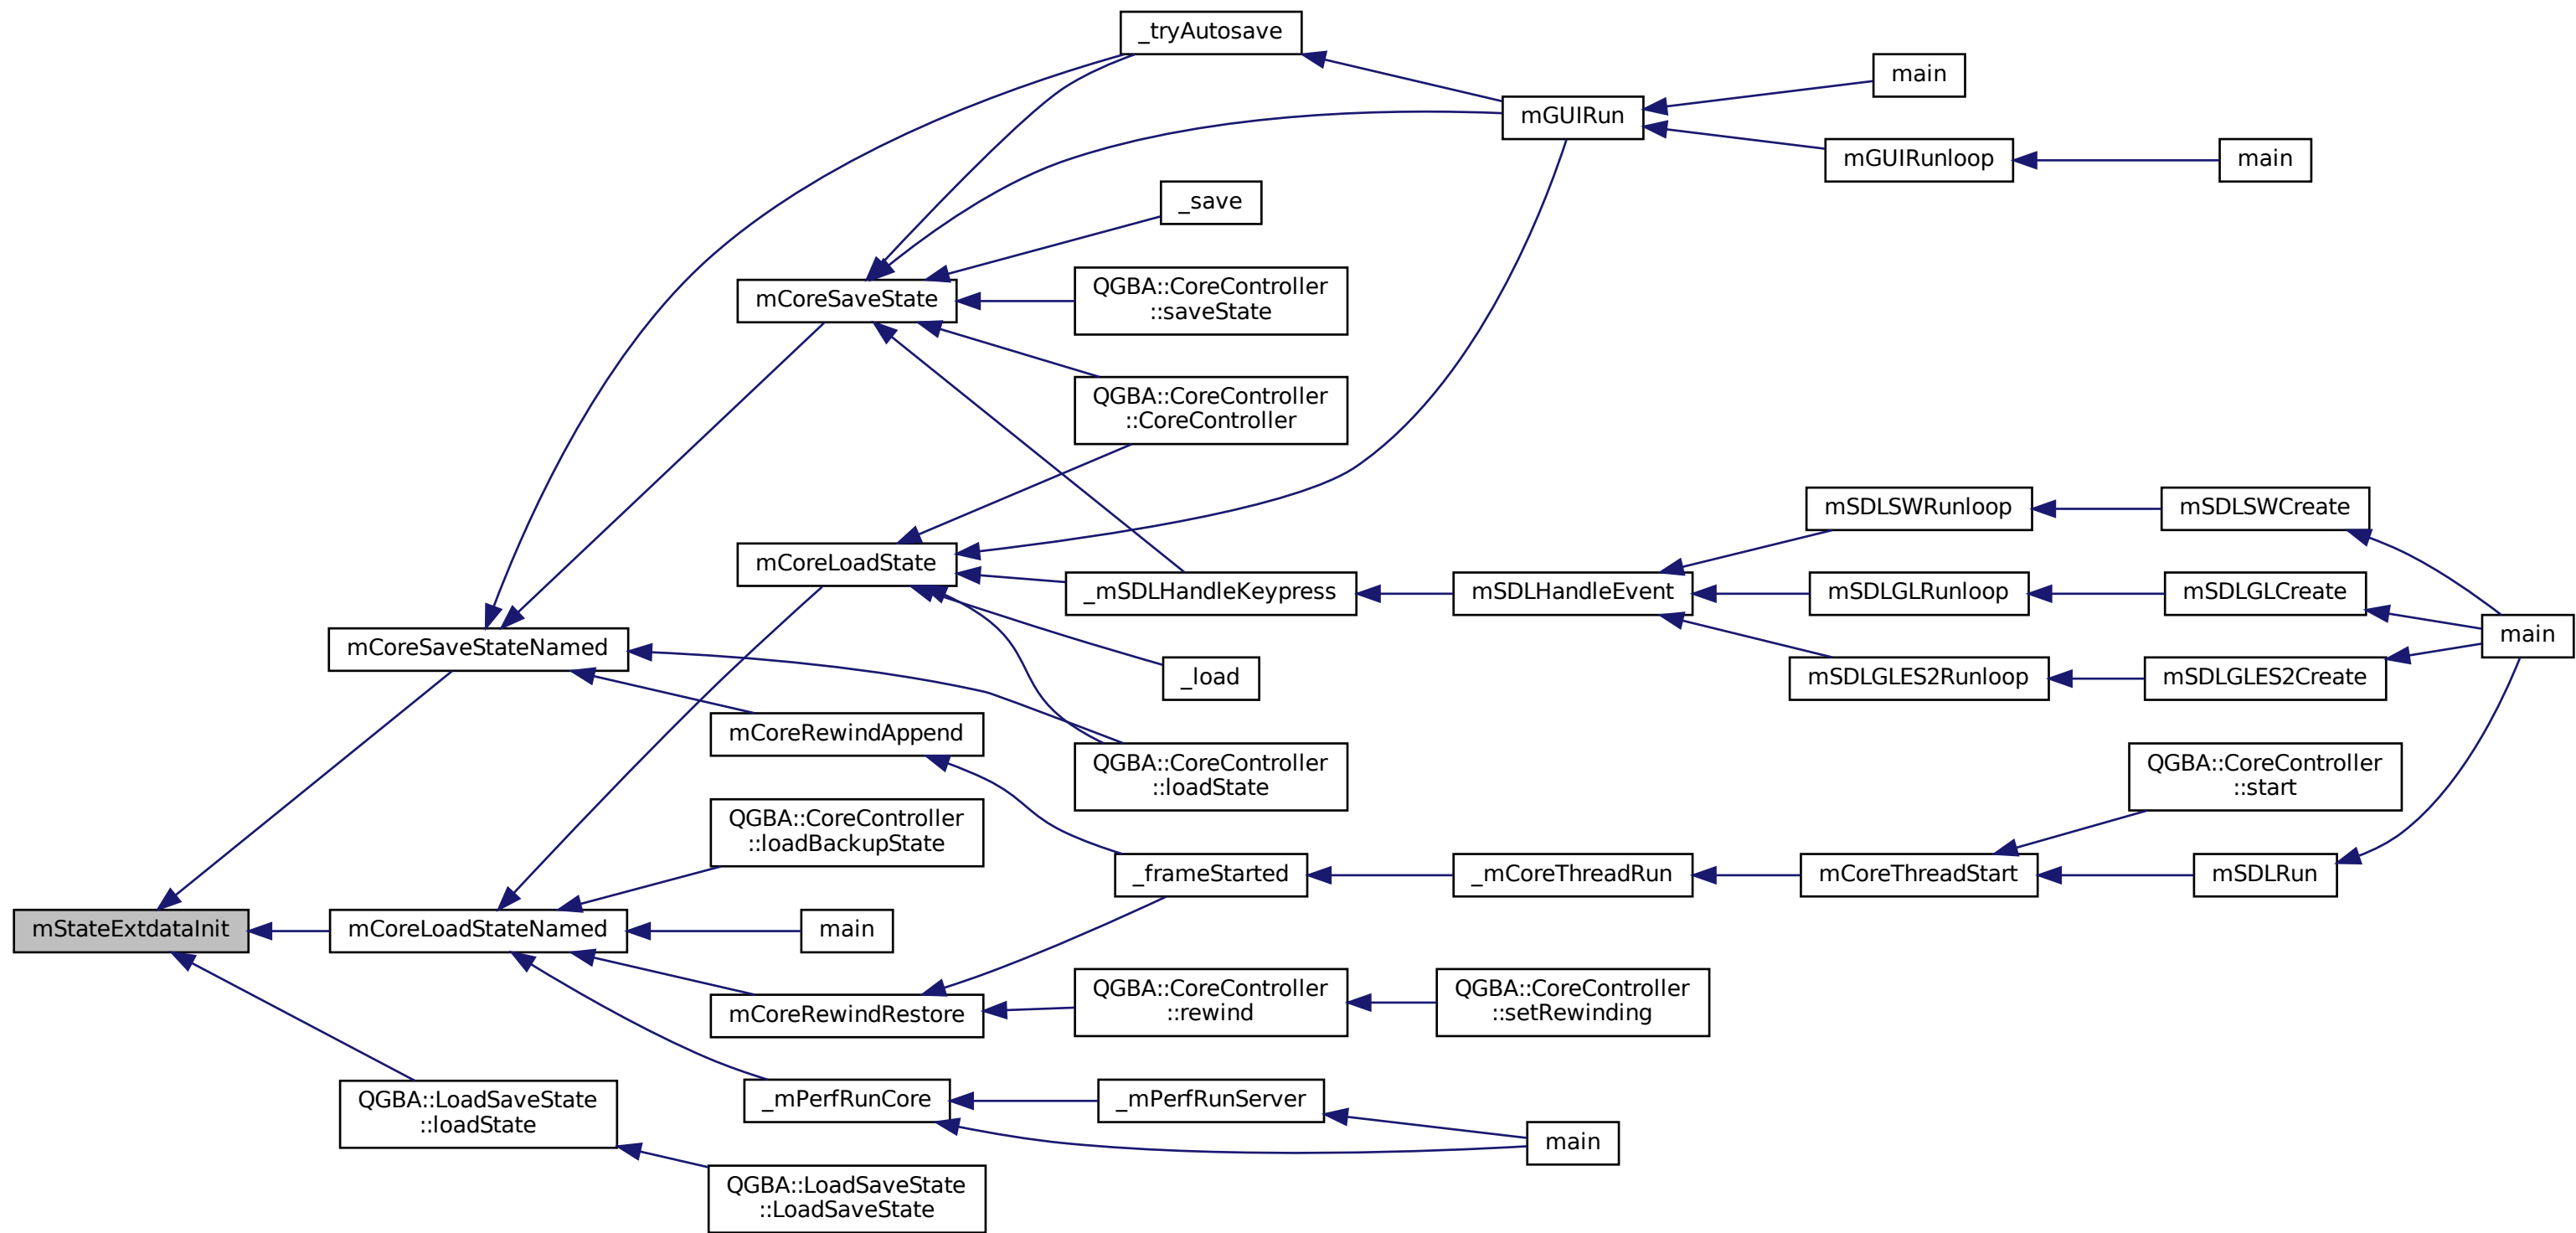 _tryAutosave
main
mGUIRun
mGUIRunloop
main
_save
mCoreSaveState
QGBA::CoreController
::saveState
QGBA::CoreController
::CoreController
mSDLSWRunloop
mSDLSWCreate
mCoreLoadState
_mSDLHandleKeypress
mSDLHandleEvent
mSDLGLRunloop
mSDLGLCreate
main
mCoreSaveStateNamed
_load
mSDLGLES2Runloop
mSDLGLES2Create
mCoreRewindAppend
QGBA::CoreController
::loadState
QGBA::CoreController
::start
QGBA::CoreController
::loadBackupState
_frameStarted
_mCoreThreadRun
mCoreThreadStart
mSDLRun
mStateExtdataInit
mCoreLoadStateNamed
main
mCoreRewindRestore
QGBA::CoreController
::rewind
QGBA::CoreController
::setRewinding
QGBA::LoadSaveState
::loadState
_mPerfRunCore
_mPerfRunServer
main
QGBA::LoadSaveState
::LoadSaveState